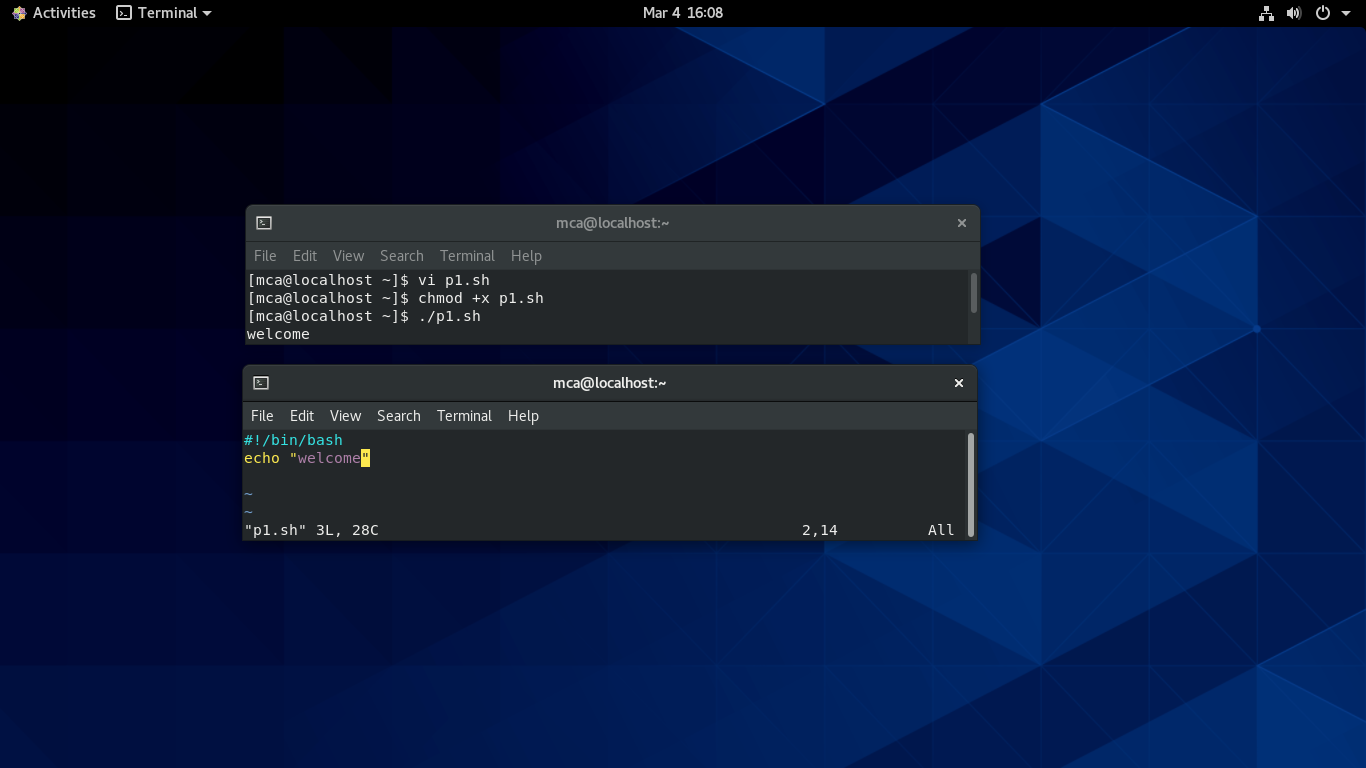 Activities Terminal Mar 4 16:08
mca@localhost:~
File Edit View Search Terminal Help
[mca@localhost ~]$ vi p1.sh
[mca@localhost ~]$ chmod +x p1.sh
[mca@localhost ~]$ ./p1.sh
welcome
mca@localhost:~
File Edit View Search Terminal Help
#!/bin/bash
echo "welcome"
~
~
"p1.sh" 3L, 28C 2,14 All